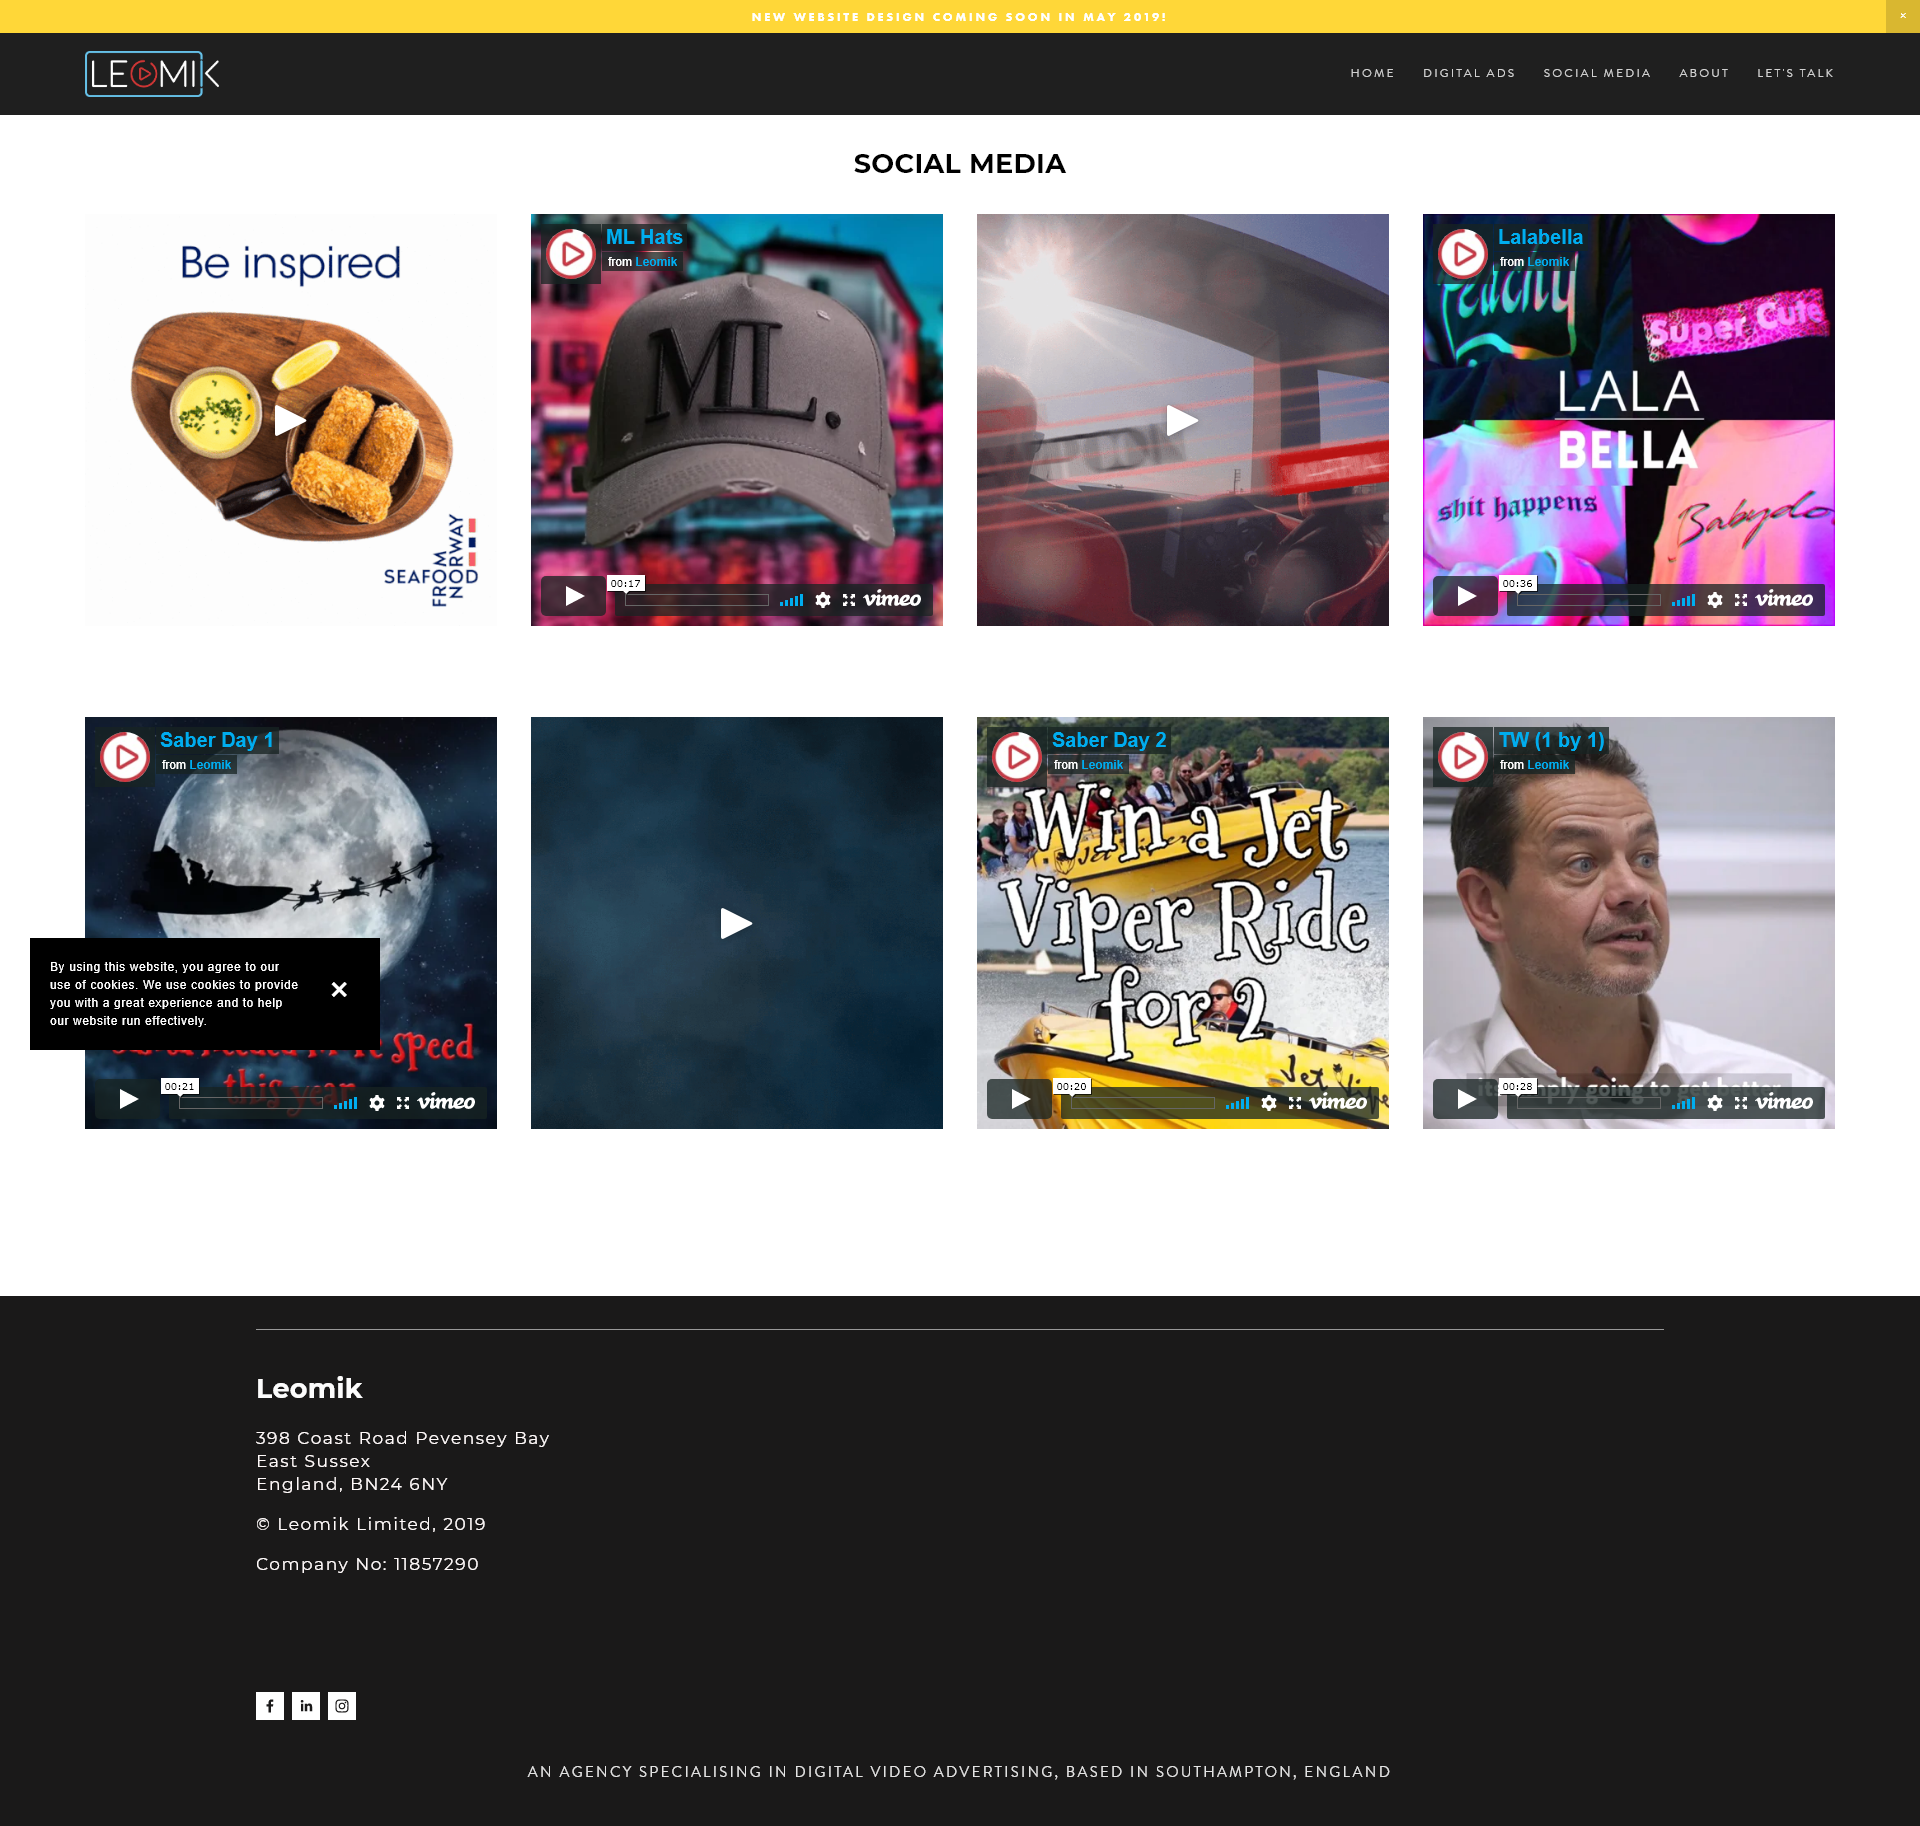 NEW WEBSITE DESIGN COMING SOON IN MAY 2019!
LEOMIK
HOME
DIGITAL ADS
SOCIAL MEDIA
ABOUT
LET'S TALK
SOCIAL MEDIA
Be inspired
SEAFOOD
FROM
NORWAY
ML Hats
from Leomik
ML.
00:17
vimeo
Lalabella
from Leomik
Peachy
Super Cute
LALA
BELLA
shit happens
Babydo
00:36
vimeo
Saber Day 1
from Leomik
speed
this year
00:21
vimeo
By using this website, you agree to our
use of cookies. We use cookies to provide
you with a great experience and to help
our website run effectively.
Saber Day 2
from Leomik
Win a Jet
Viper Ride
for 2
00:20
vimeo
TW (1 by 1)
from Leomik
going to get better
00:28
vimeo
Leomik
398 Coast Road Pevensey Bay
East Sussex
England, BN24 6NY
© Leomik Limited, 2019
Company No: 11857290
AN AGENCY SPECIALISING IN DIGITAL VIDEO ADVERTISING, BASED IN SOUTHAMPTON, ENGLAND